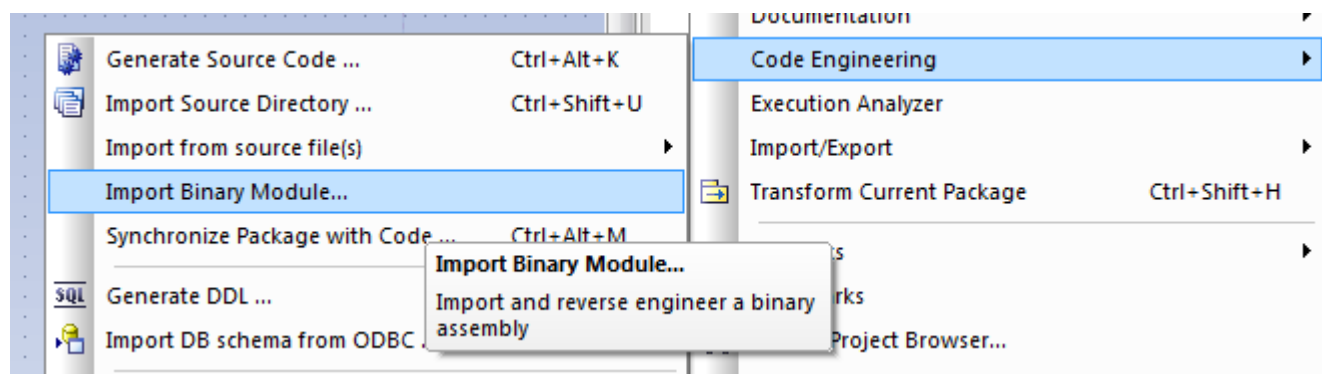 Generate Source Code ... Ctrl+Alt+K
Import Source Directory ... Ctrl+Shift+U
Import from source file(s)
Import Binary Module...
Synchronize Package with Code ... Ctrl+Alt+M
SQL Generate DDL ...
Import DB schema from ODBC .
Import Binary Module...
Import and reverse engineer a binary
assembly
Documentation
Code Engineering
Execution Analyzer
Import/Export
Transform Current Package Ctrl+Shift+H
Project Browser...